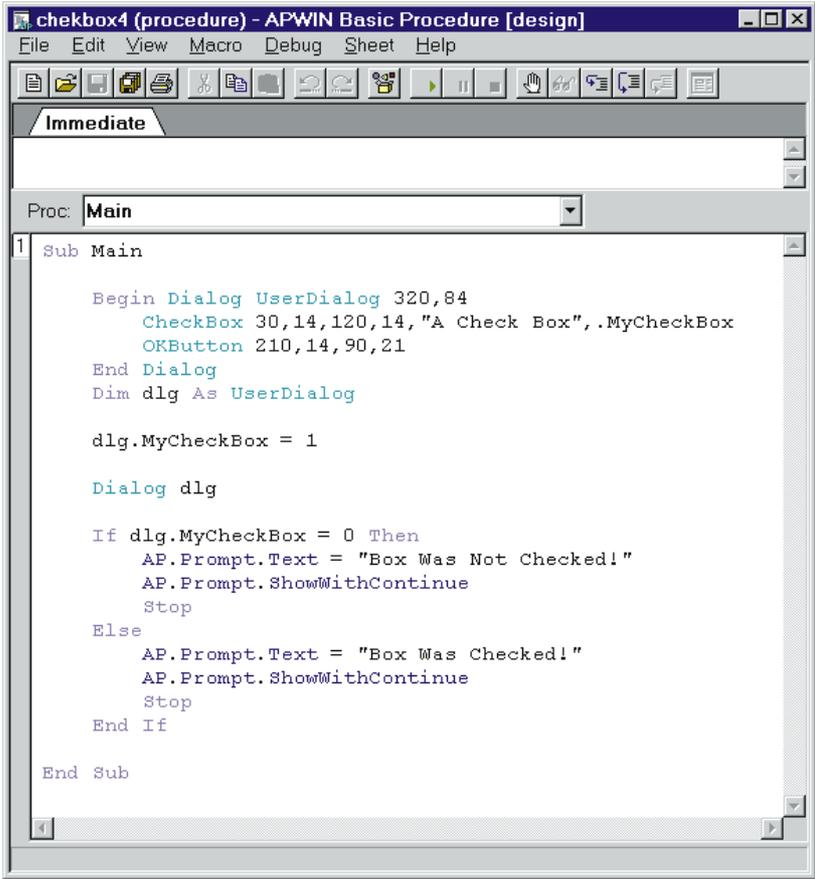 chekbox4 (procedure) - APWIN Basic Procedure [design]
File Edit View Macro Debug Sheet Help
Immediate
Proc: Main
1
Sub Main
Begin Dialog UserDialog 320,84
CheckBox 30,14,120,14,"A Check Box",.MyCheckBox
OKButton 210,14,90,21
End Dialog
Dim dlg As UserDialog
dlg.MyCheckBox = 1
Dialog dlg
If dlg.MyCheckBox = 0 Then
AP.Prompt.Text = "Box Was Not Checked!"
AP.Prompt.ShowWithContinue
Stop
Else
AP.Prompt.Text = "Box Was Checked!"
AP.Prompt.ShowWithContinue
Stop
End If
End Sub